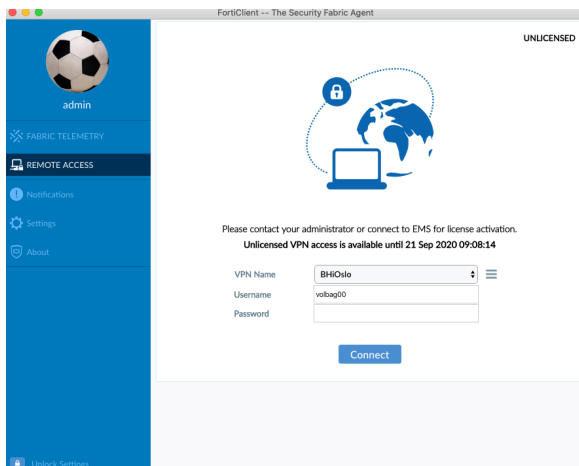 FortiClient -- The Security Fabric Agent
UNLICENSED
admin
FABRIC TELEMETRY
REMOTE ACCESS
Notifications
Settings
About
Please contact your administrator or connect to EMS for license activation.
Unlicensed VPN access is available until 21 Sep 2020 09:08:14
VPN Name BHiOslo
Username volbag00
Password
Connect
Unlock Settings